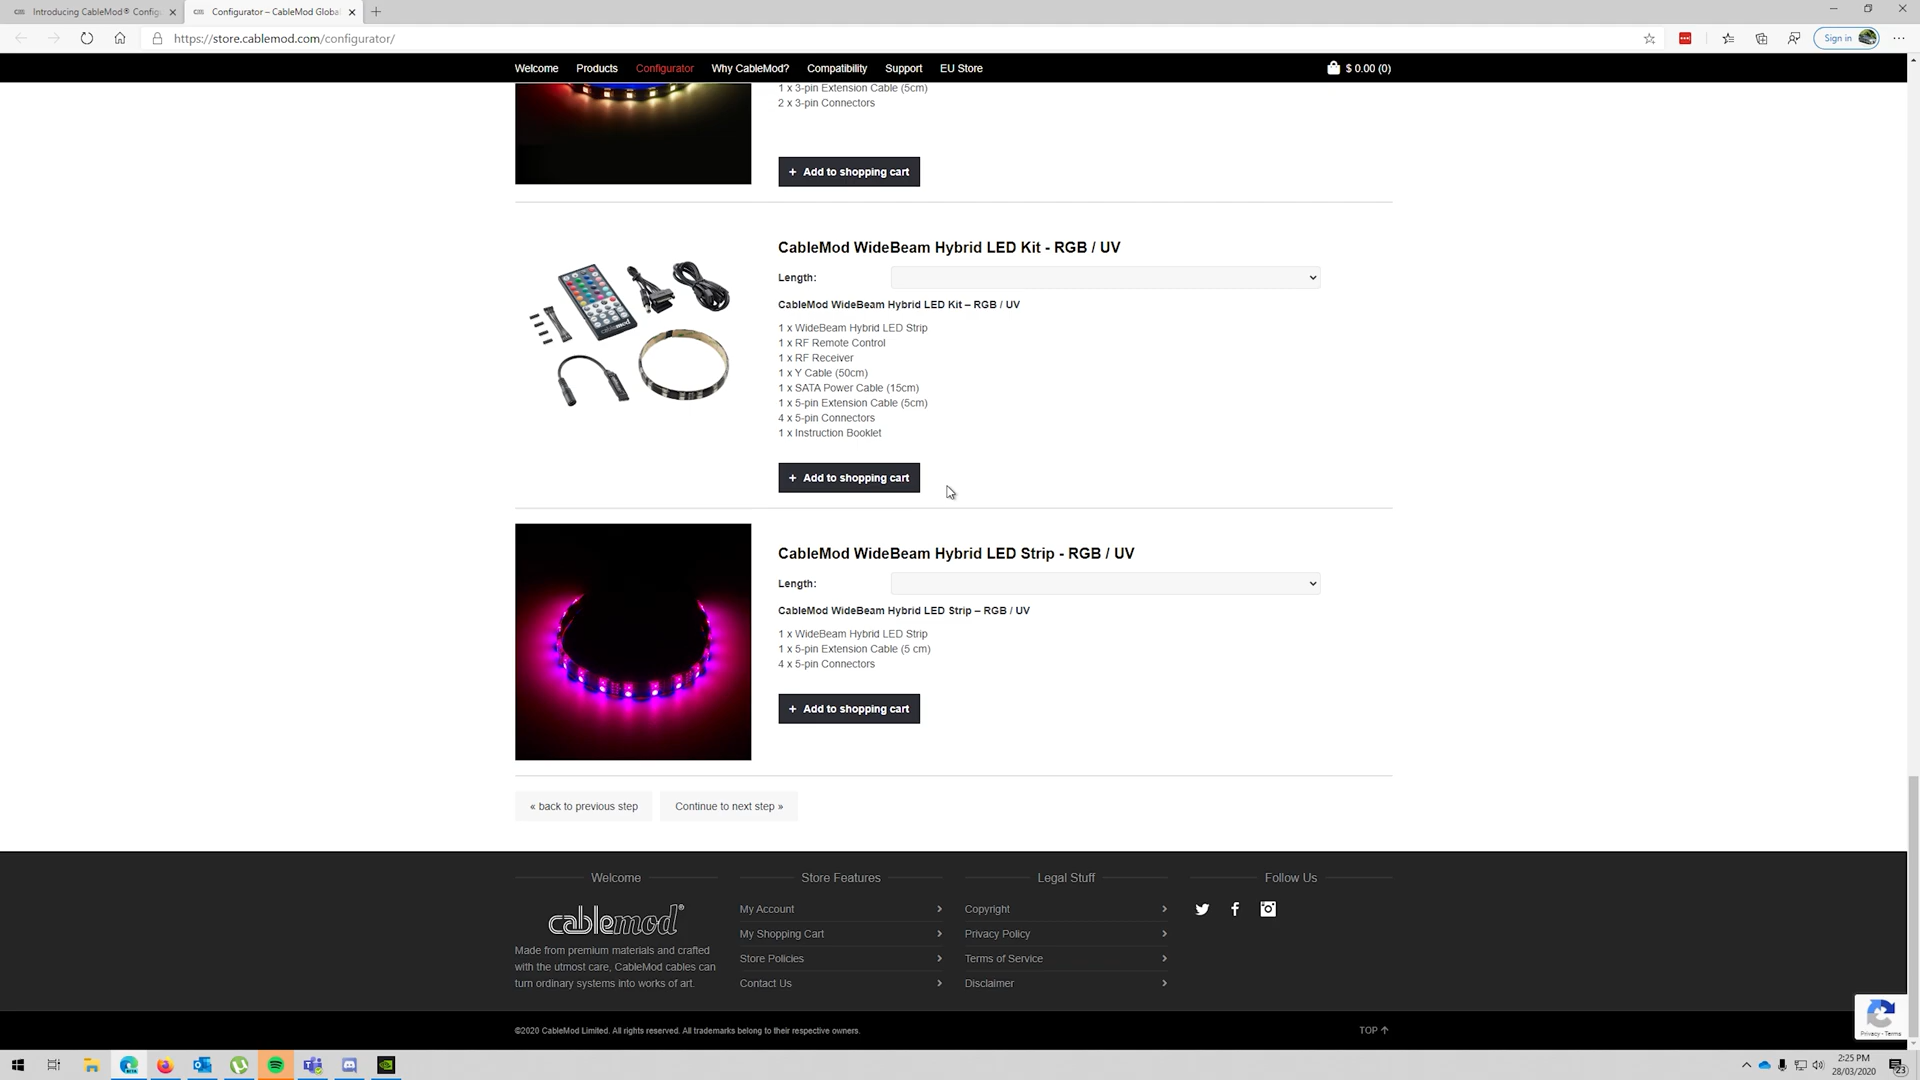 Introducing CableMod® Config
Configurator – CableMod Globa
https://store.cablemod.com/configurator/
Sign in
Welcome
Products
Configurator
Why CableMod?
Compatibility
Support
EU Store
$ 0.00 (0)
1 x 3-pin Extension Cable (5cm)
2 x 3-pin Connectors
+ Add to shopping cart
CableMod WideBeam Hybrid LED Kit - RGB / UV
Length:
CableMod WideBeam Hybrid LED Kit – RGB / UV
1 x WideBeam Hybrid LED Strip
1 x RF Remote Control
1 x RF Receiver
1 x Y Cable (50cm)
1 x SATA Power Cable (15cm)
1 x 5-pin Extension Cable (5cm)
4 x 5-pin Connectors
1 x Instruction Booklet
+ Add to shopping cart
CableMod WideBeam Hybrid LED Strip - RGB / UV
Length:
CableMod WideBeam Hybrid LED Strip – RGB / UV
1 x WideBeam Hybrid LED Strip
1 x 5-pin Extension Cable (5 cm)
4 x 5-pin Connectors
+ Add to shopping cart
« back to previous step
Continue to next step »
Welcome
cablemod®
Made from premium materials and crafted
with the utmost care, CableMod cables can
turn ordinary systems into works of art.
Store Features
My Account
My Shopping Cart
Store Policies
Contact Us
Legal Stuff
Copyright
Privacy Policy
Terms of Service
Disclaimer
Follow Us
©2020 CableMod Limited. All rights reserved. All trademarks belong to their respective owners.
TOP
Privacy - Terms
2:25 PM
28/03/2020
23